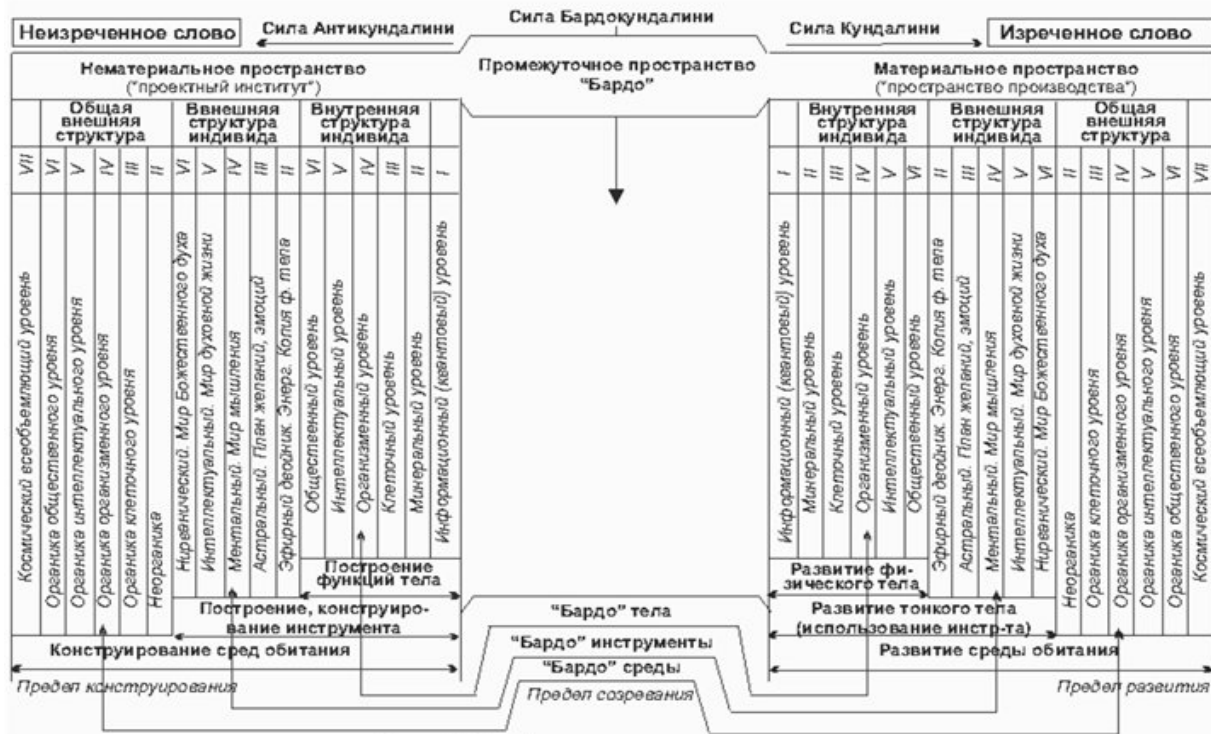 Сила Бардокундалини
Неизреченное слово
Сила Антикундалини
Сила Кундалини
Изреченное слово
Нематериальное пространство
("проектный институт")
Промежуточное пространство
"Бардо"
Материальное пространство
("пространство производства")
Общая
внешняя
структура
Ввнешняя
структура
индивида
Внутренняя
структура
индивида
Внутренняя
структура
индивида
Ввнешняя
структура
индивида
Общая
внешняя
структура
VII
VI
V
IV
III
II
VI
V
IV
III
II
VI
V
IV
III
II
I
I
II
III
IV
V
VI
II
III
IV
V
VI
II
III
IV
V
VI
VII
Космический всеобъемлющий уровень
Органика общественного уровня
Органика интеллектуального уровня
Органика организменного уровня
Органика клеточного уровня
Неорганика
Нирванический. Мир Божественного духа
Интеллектуальный. Мир духовной жизни
Ментальный. Мир мышления
Астральный. План желаний, эмоций
Эфирный двойник. Энерг. Копия ф. тела
Общественный уровень
Интеллектуальный уровень
Организменный уровень
Клеточный уровень
Минеральный уровень
Информационный (квантовый) уровень
Информационный (квантовый) уровень
Минеральный уровень
Клеточный уровень
Организменный уровень
Интеллектуальный уровень
Общественный уровень
Эфирный двойник. Энерг. Копия ф. тела
Астральный. План желаний, эмоций
Ментальный. Мир мышления
Интеллектуальный. Мир духовной жизни
Нирванический. Мир Божественного духа
Неорганика
Органика клеточного уровня
Органика организменного уровня
Органика интеллектуального уровня
Органика общественного уровня
Космический всеобъемлющий уровень
Построение
функций тела
Развитие фи-
зического тела
Построение, конструиро-
вание инструмента
"Бардо" тела
Развитие тонкого тела
(использование инстр-та)
Конструирование сред обитания
"Бардо" инструменты
Развитие среды обитания
"Бардо" среды
Предел конструирования
Предел созревания
Предел развития